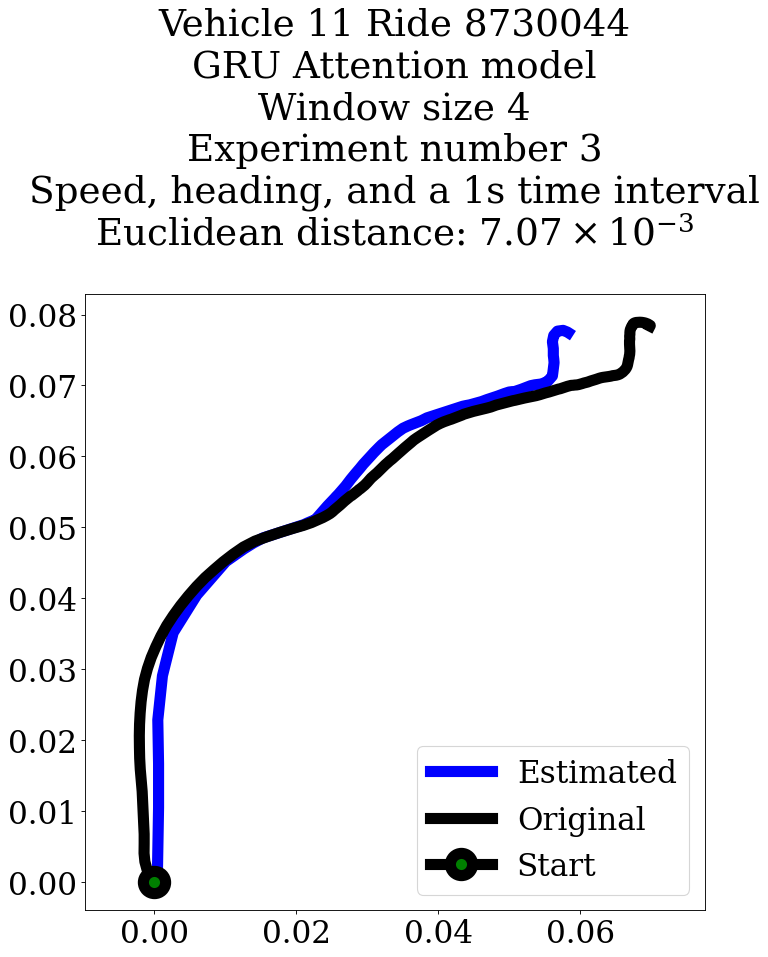 Vehicle 11 Ride 8730044
GRU Attention model
Window size 4
Experiment number 3
Speed, heading, and a 1s time interval
Euclidean distance: 7.07 × 10⁻³
0.08
0.07
0.06
0.05
0.04
0.03
0.02
0.01
0.00
Estimated
Original
Start
0.00 0.02 0.04 0.06